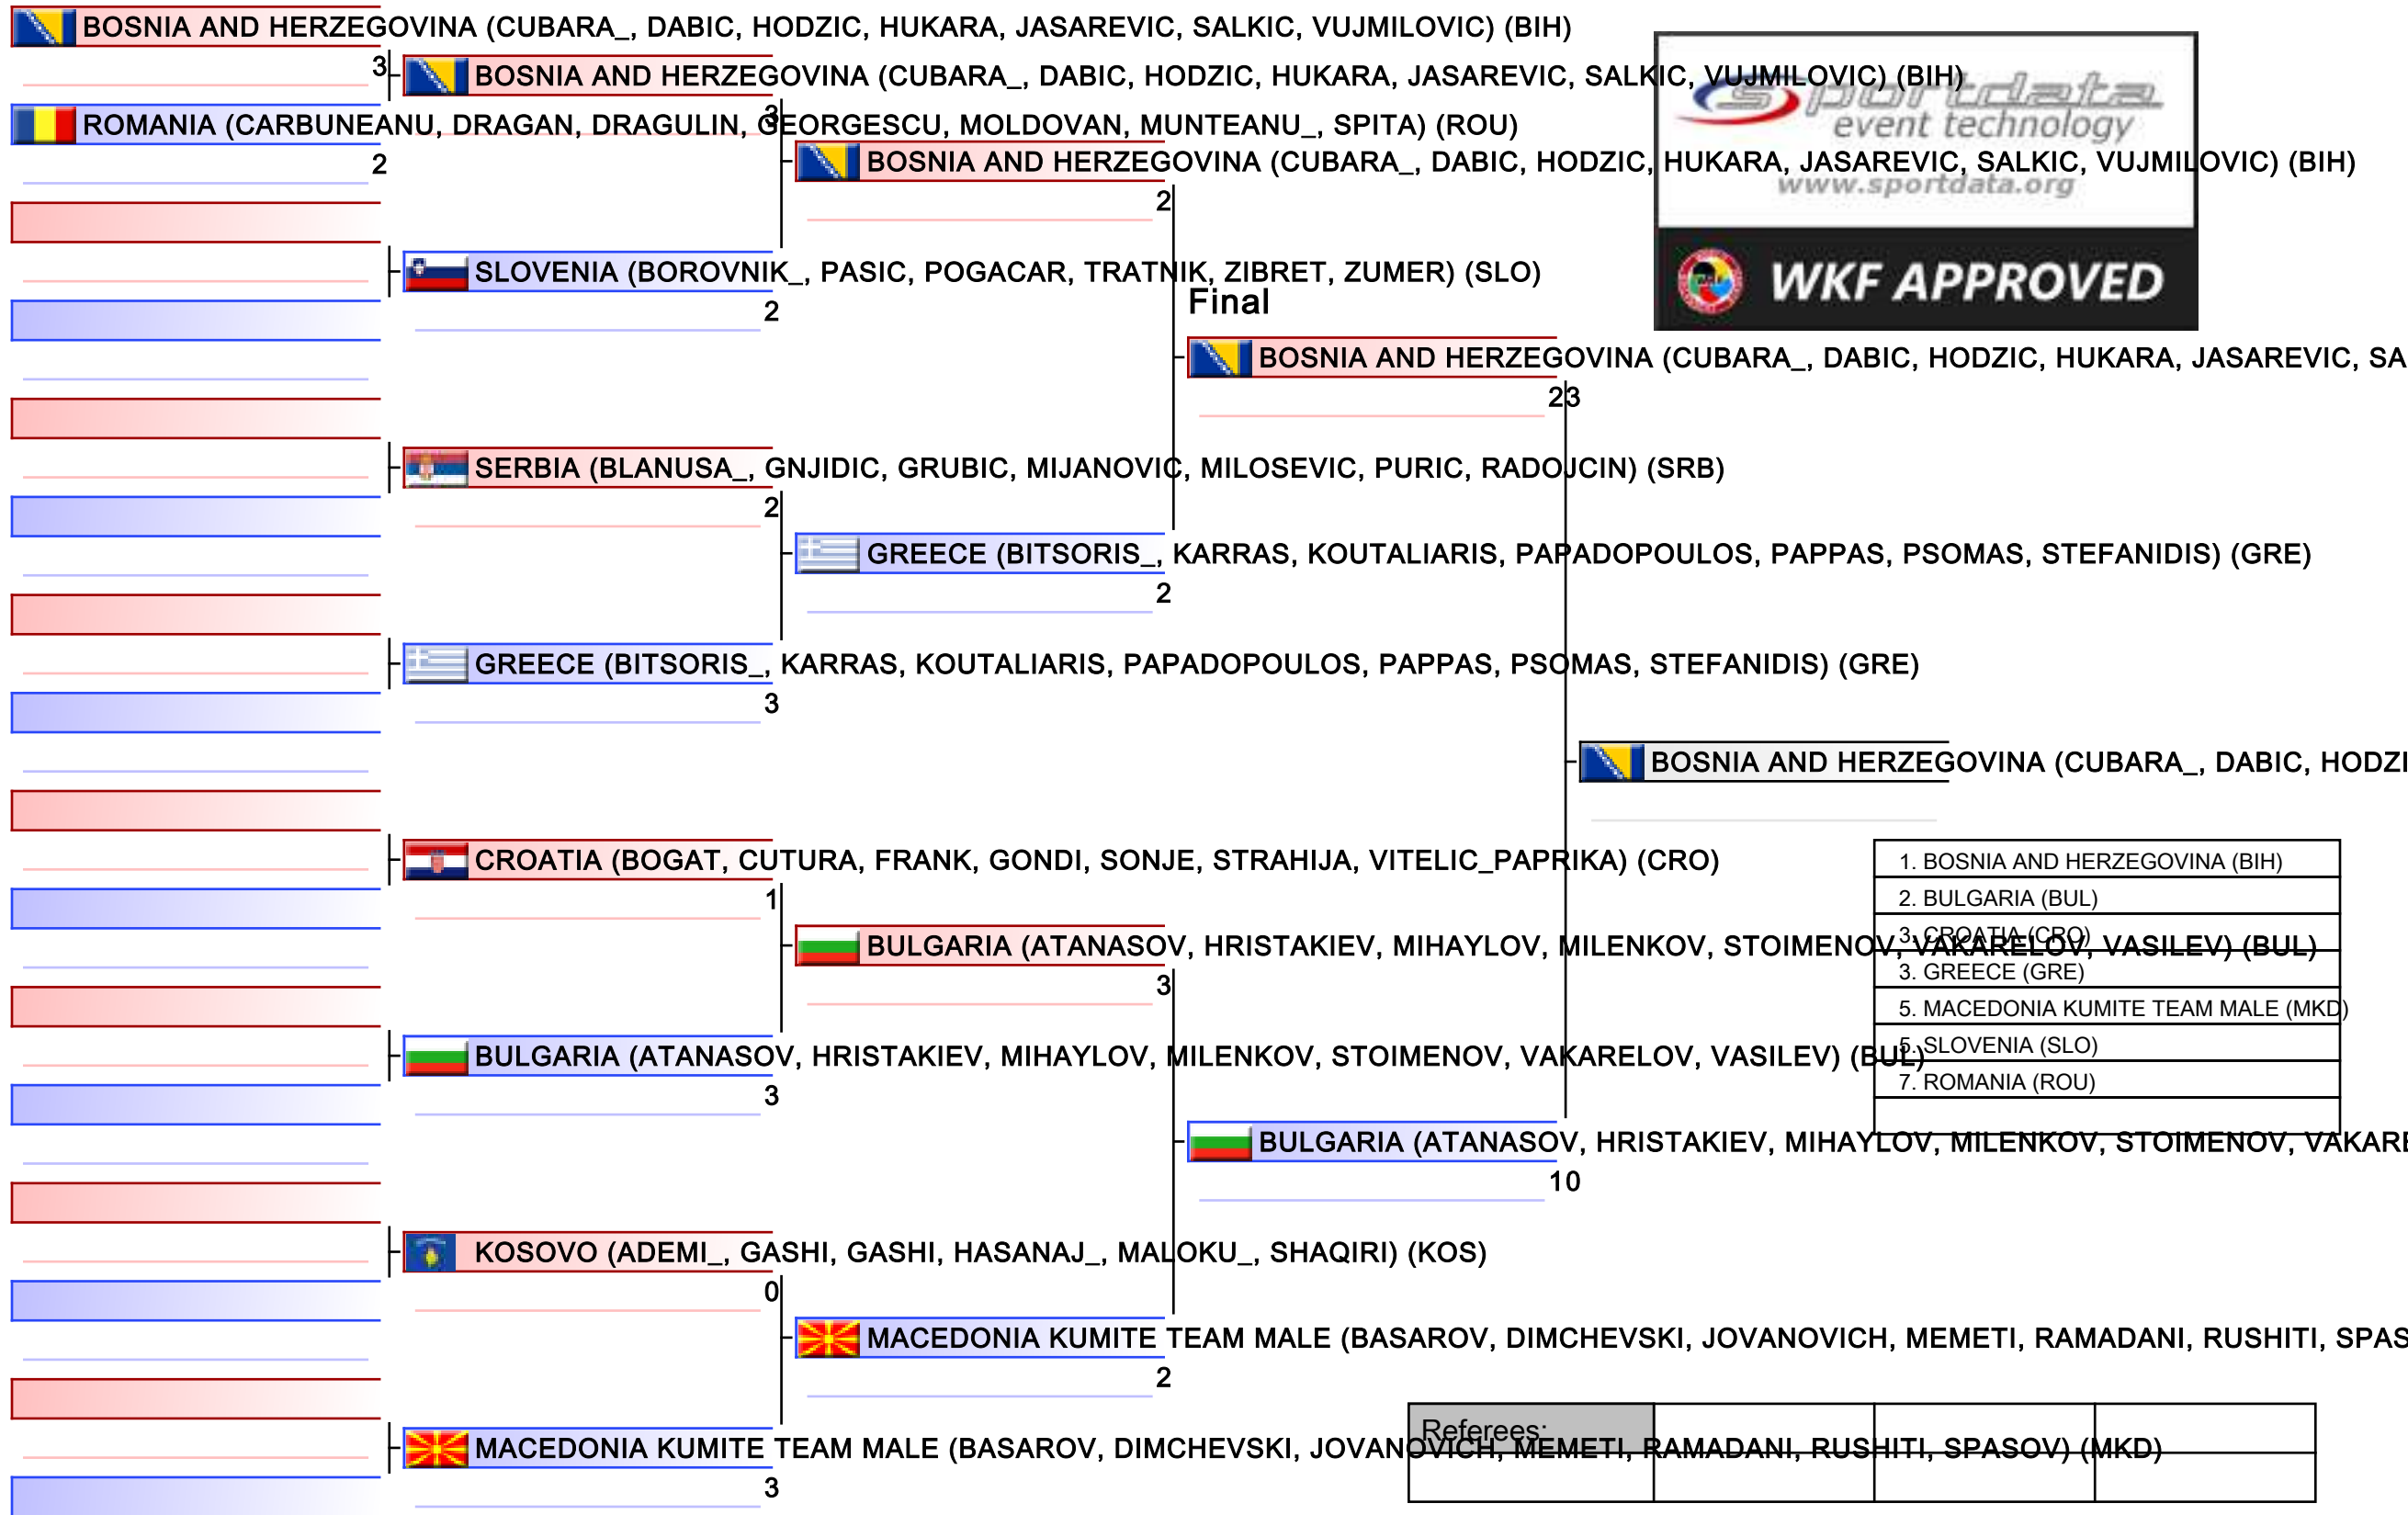 BOSNIA AND HERZEGOVINA (CUBARA_, DABIC, HODZIC, HUKARA, JASAREVIC, SALKIC, VUJMILOVIC) (BIH)
3
BOSNIA AND HERZEGOVINA (CUBARA_, DABIC, HODZIC, HUKARA, JASAREVIC, SALKIC, VUJMILOVIC) (BIH)
3
sportdata
event technology
www.sportdata.org
WKF APPROVED
ROMANIA (CARBUNEANU, DRAGAN, DRAGULIN, GEORGESCU, MOLDOVAN, MUNTEANU_, SPITA) (ROU)
2
BOSNIA AND HERZEGOVINA (CUBARA_, DABIC, HODZIC, HUKARA, JASAREVIC, SALKIC, VUJMILOVIC) (BIH)
2
SLOVENIA (BOROVNIK_, PASIC, POGACAR, TRATNIK, ZIBRET, ZUMER) (SLO)
2
Final
BOSNIA AND HERZEGOVINA (CUBARA_, DABIC, HODZIC, HUKARA, JASAREVIC, SA
23
SERBIA (BLANUSA_, GNJIDIC, GRUBIC, MIJANOVIC, MILOSEVIC, PURIC, RADOJCIN) (SRB)
2
GREECE (BITSORIS_, KARRAS, KOUTALIARIS, PAPADOPOULOS, PAPPAS, PSOMAS, STEFANIDIS) (GRE)
2
GREECE (BITSORIS_, KARRAS, KOUTALIARIS, PAPADOPOULOS, PAPPAS, PSOMAS, STEFANIDIS) (GRE)
3
BOSNIA AND HERZEGOVINA (CUBARA_, DABIC, HODZI
CROATIA (BOGAT, CUTURA, FRANK, GONDI, SONJE, STRAHIJA, VITELIC_PAPRIKA) (CRO)
1
BULGARIA (ATANASOV, HRISTAKIEV, MIHAYLOV, MILENKOV, STOIMENOV, VAKARELOV, VASILEV) (BUL)
3
BULGARIA (ATANASOV, HRISTAKIEV, MIHAYLOV, MILENKOV, STOIMENOV, VAKARELOV, VASILEV) (BUL)
3
1. BOSNIA AND HERZEGOVINA (BIH)
2. BULGARIA (BUL)
3. CROATIA (CRO)
3. GREECE (GRE)
5. MACEDONIA KUMITE TEAM MALE (MKD)
5. SLOVENIA (SLO)
7. ROMANIA (ROU)
BULGARIA (ATANASOV, HRISTAKIEV, MIHAYLOV, MILENKOV, STOIMENOV, VAKARE
10
KOSOVO (ADEMI_, GASHI, GASHI, HASANAJ_, MALOKU_, SHAQIRI) (KOS)
0
MACEDONIA KUMITE TEAM MALE (BASAROV, DIMCHEVSKI, JOVANOVICH, MEMETI, RAMADANI, RUSHITI, SPAS
2
MACEDONIA KUMITE TEAM MALE (BASAROV, DIMCHEVSKI, JOVANOVICH, MEMETI, RAMADANI, RUSHITI, SPASOV) (MKD)
3
Referees: